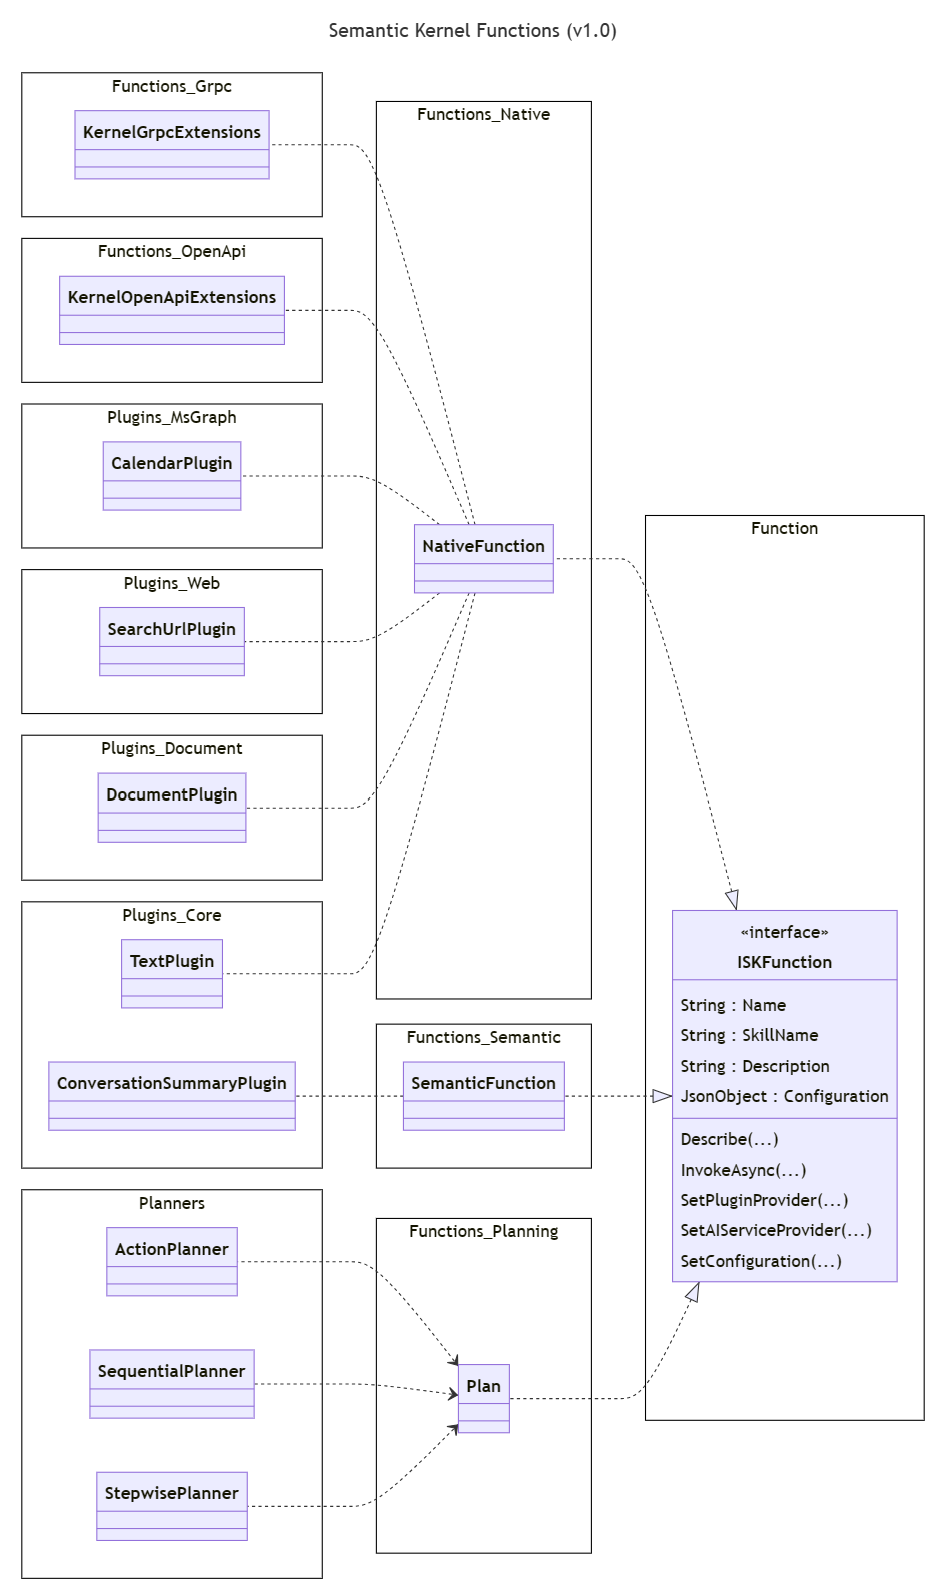 Semantic Kernel Functions (v1.0)
Functions_Grpc
KernelGrpcExtensions
Functions_OpenApi
KernelOpenApiExtensions
Plugins_MsGraph
CalendarPlugin
Plugins_Web
SearchUrlPlugin
Plugins_Document
DocumentPlugin
Plugins_Core
TextPlugin
ConversationSummaryPlugin
Planners
ActionPlanner
SequentialPlanner
StepwisePlanner
Functions_Native
NativeFunction
Functions_Semantic
SemanticFunction
Functions_Planning
Plan
Function
«interface»
ISKFunction
String : Name
String : SkillName
String : Description
JsonObject : Configuration
Describe(...)
InvokeAsync(...)
SetPluginProvider(...)
SetAIServiceProvider(...)
SetConfiguration(...)